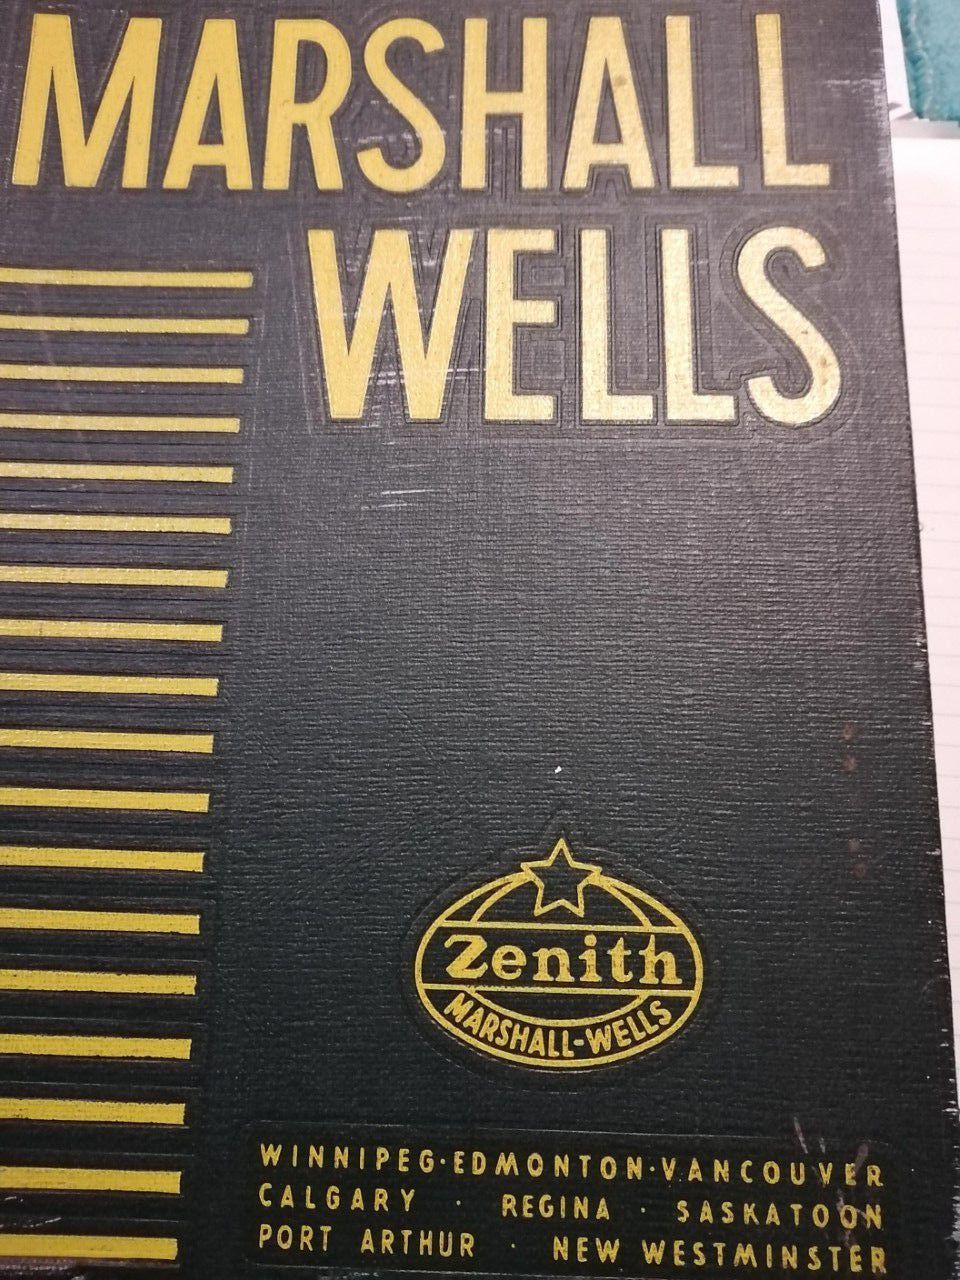 MARSHALL
WELLS
Zenith
MARSHALL-WELLS
WINNIPEG·EDMONTON·VANCOUVER
CALGARY · REGINA · SASKATOON
PORT ARTHUR · NEW WESTMINSTER